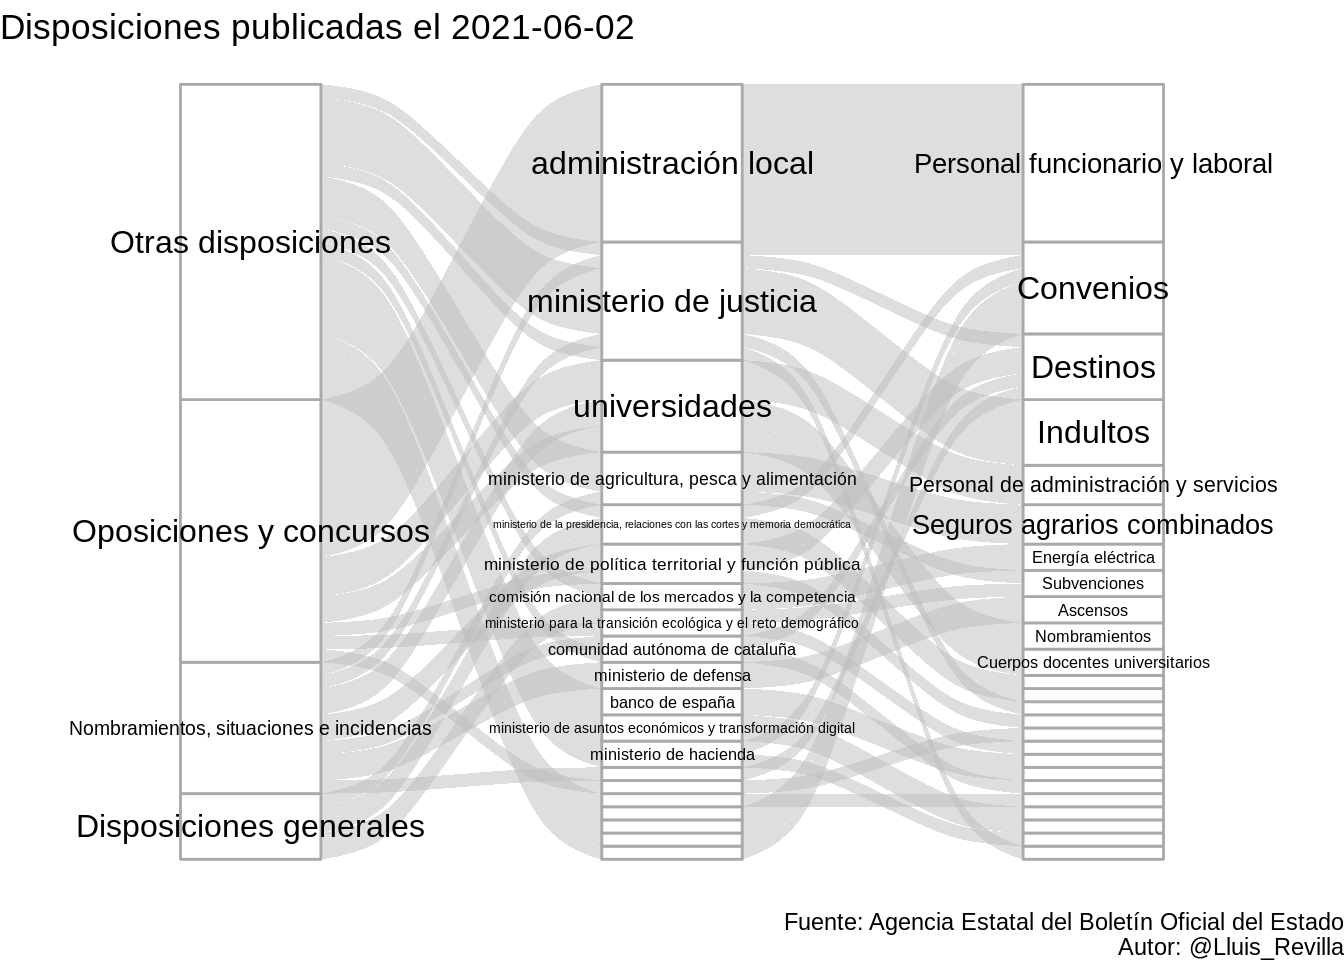 Disposiciones publicadas el 2021-06-02
Otras disposiciones
Oposiciones y concursos
Nombramientos, situaciones e incidencias
Disposiciones generales
administración local
ministerio de justicia
universidades
ministerio de agricultura, pesca y alimentación
ministerio de la presidencia, relaciones con las cortes y memoria democrática
ministerio de política territorial y función pública
comisión nacional de los mercados y la competencia
ministerio para la transición ecológica y el reto demográfico
comunidad autónoma de cataluña
ministerio de defensa
banco de españa
ministerio de asuntos económicos y transformación digital
ministerio de hacienda
Personal funcionario y laboral
Convenios
Destinos
Indultos
Personal de administración y servicios
Seguros agrarios combinados
Energía eléctrica
Subvenciones
Ascensos
Nombramientos
Cuerpos docentes universitarios
Fuente: Agencia Estatal del Boletín Oficial del Estado
Autor: @Lluis_Revilla